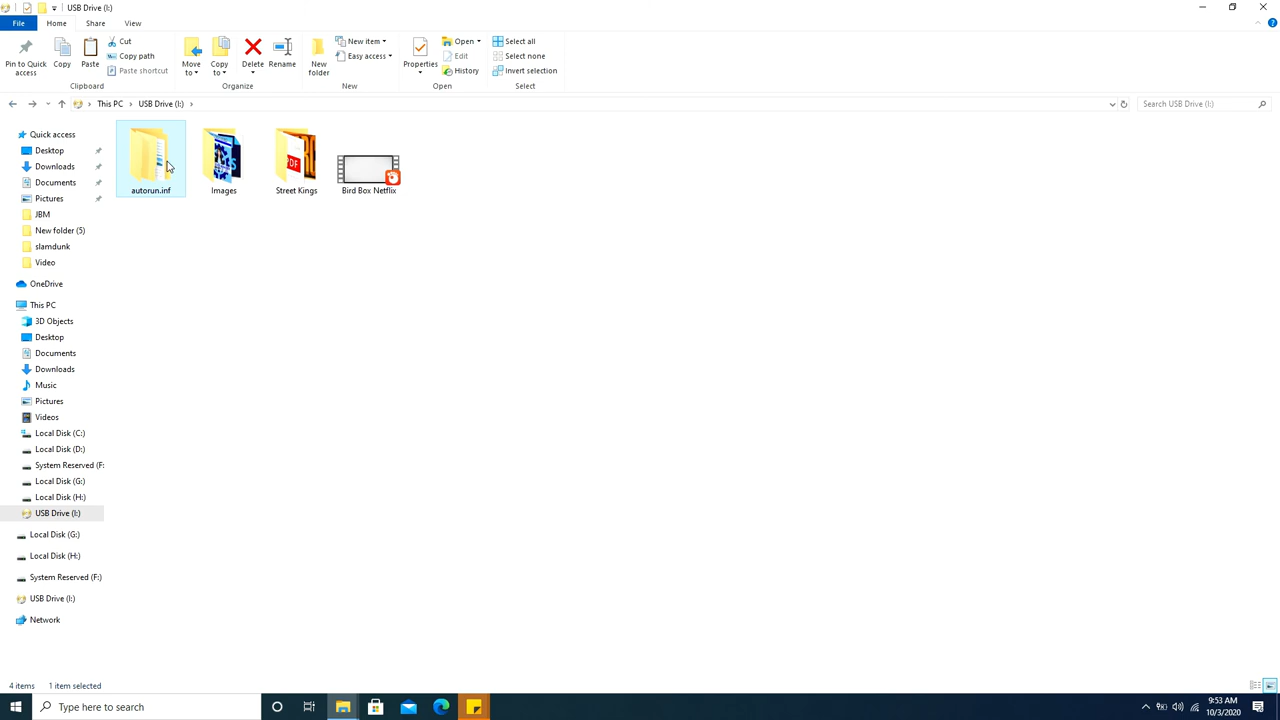 USB Drive (I:)
File Home Share View
Pin to Quick access
Copy
Paste
Cut
Copy path
Paste shortcut
Clipboard
Move to
Copy to
Delete
Rename
Organize
New folder
New item
Easy access
New
Properties
Open
Edit
History
Open
Select all
Select none
Invert selection
Select
This PC > USB Drive (I:) >
Search USB Drive (I:)
Quick access
Desktop
Downloads
Documents
Pictures
JBM
New folder (5)
slamdunk
Video
OneDrive
This PC
3D Objects
Desktop
Documents
Downloads
Music
Pictures
Videos
Local Disk (C:)
Local Disk (D:)
System Reserved (F:
Local Disk (G:)
Local Disk (H:)
USB Drive (I:)
Local Disk (G:)
Local Disk (H:)
System Reserved (F:)
USB Drive (I:)
Network
autorun.inf
Images
PDF
Street Kings
Bird Box Netflix
4 items 1 item selected
Type here to search
9:53 AM
10/3/2020